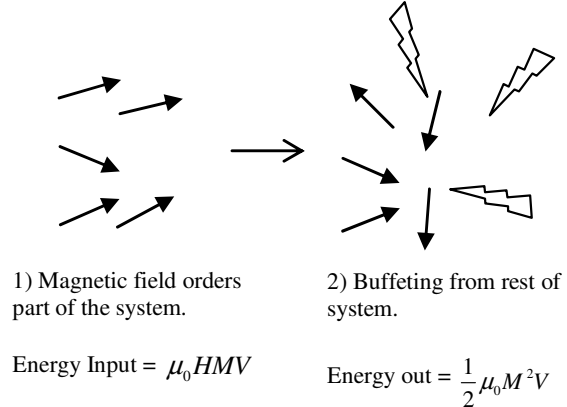 1) Magnetic field orders
part of the system.
Energy Input = μ₀HMV
2) Buffeting from rest of
system.
Energy out = 1/2 μ₀M²V